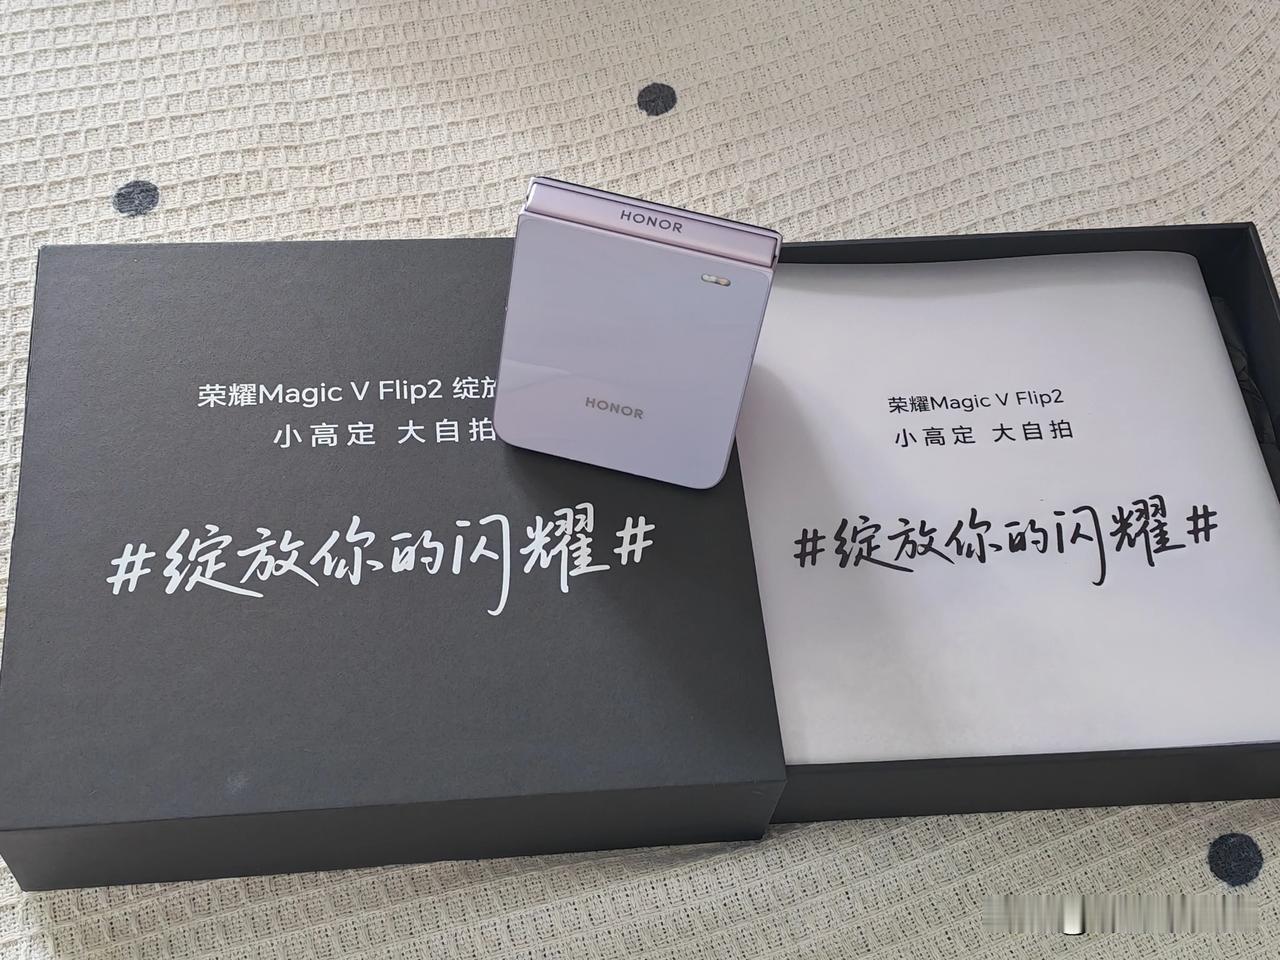 HONOR
HONOR
荣耀Magic V Flip2 绽放
小高定 大自拍
#绽放你的闪耀#
荣耀Magic V Flip2
小高定 大自拍
#绽放你的闪耀#